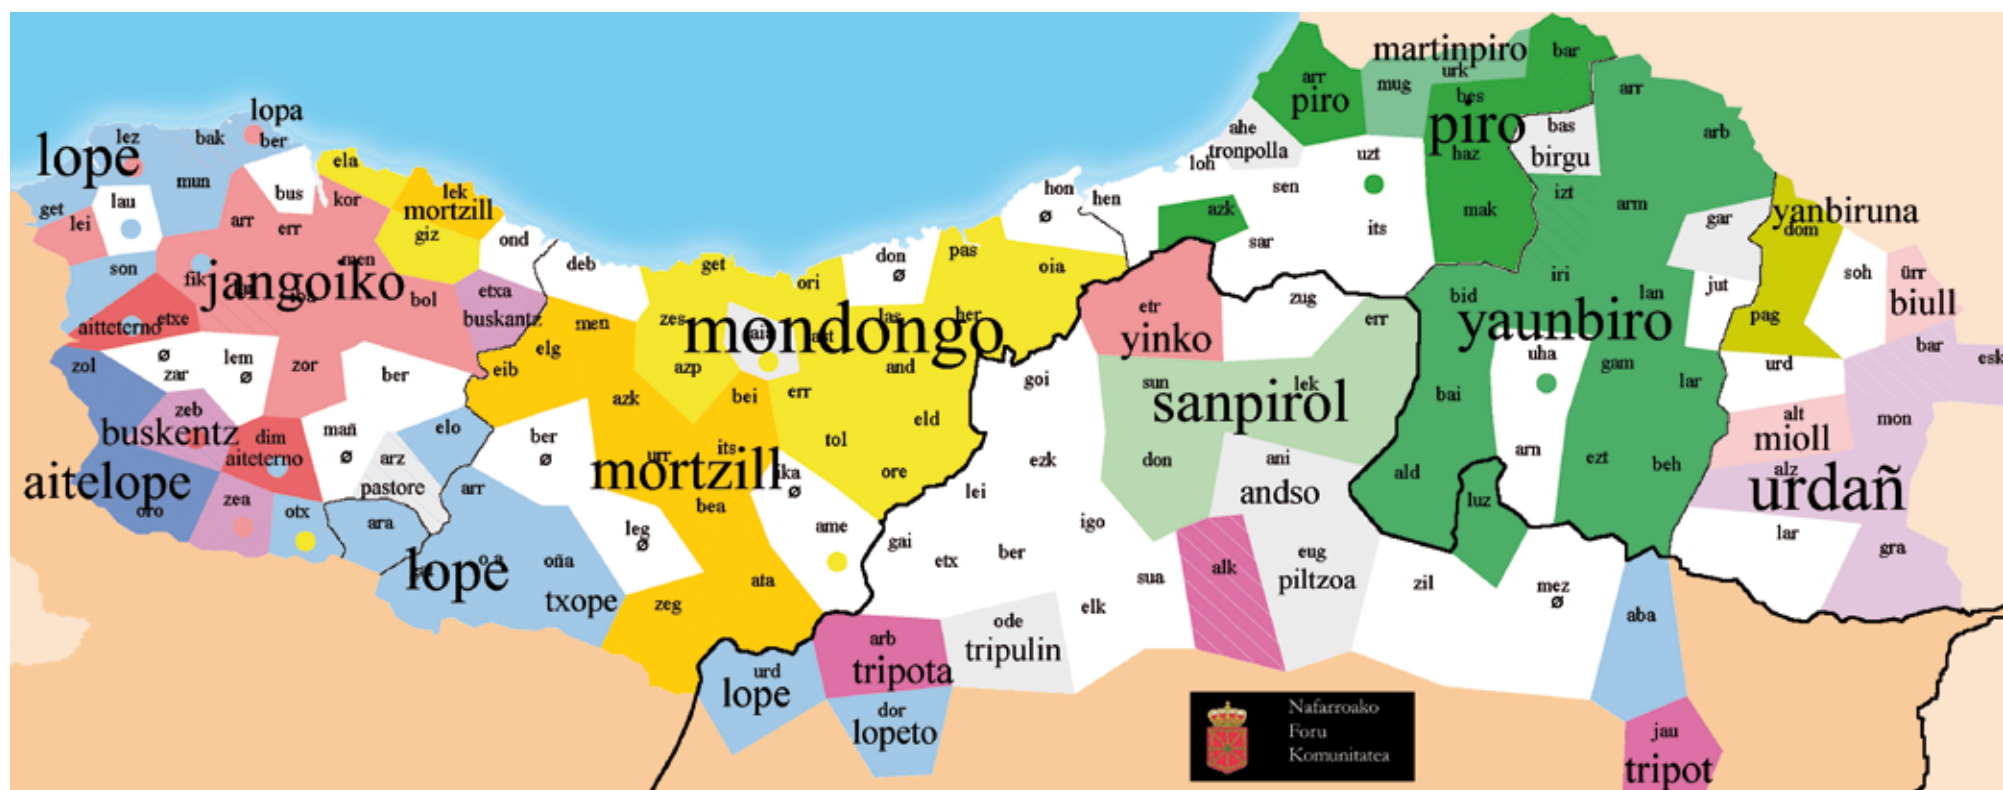 martinpiro
bar
urk
arr
mug
piro
bes
arr
piro
lopa
lez
bak
ber
lope
ahe
bas
arb
tronpolla
loh
uzt
haz
birgu
ela
mun
lek
sen
izt
get
lau
bus
kor
mortzill
hon
hen
Ø
azk
mak
arm
gar
yanbiruna
dom
lei
arr
err
giz
ond
sar
its
son
men
deb
get
don
Ø
pas
oia
fik
jangoiko
bol
etxa
ori
iri
soh
ürr
biull
aitteterno
etxe
buskantz
men
zes
mondongo
aia
las
her
etr
yinko
zug
err
bid
lan
jut
yaunbiro
pag
zol
Ø
zar
lem
Ø
zor
ber
eib
elg
azp
and
goi
uha
gam
urd
bar
esk
sun
lek
sanpirol
bai
lar
zeb
buskentz
dim
aiteterno
mañ
Ø
elo
azk
bei
err
eld
alt
mioll
mon
ber
Ø
its
tol
arz
pastore
aitelope
oro
urr
mortzill
ika
Ø
ore
ezk
don
ani
andso
ald
arn
ezt
beh
alz
urdañ
zea
otx
ara
arr
bea
lei
luz
leg
Ø
ame
gai
igo
lar
gra
lope
oña
etx
ber
sua
alk
eug
piltzoa
txope
zeg
ata
elk
zil
mez
Ø
aba
arb
tripota
ode
tripulin
urd
lope
dor
lopeto
jau
tripot
Nafarroako
Foru
Komunitatea